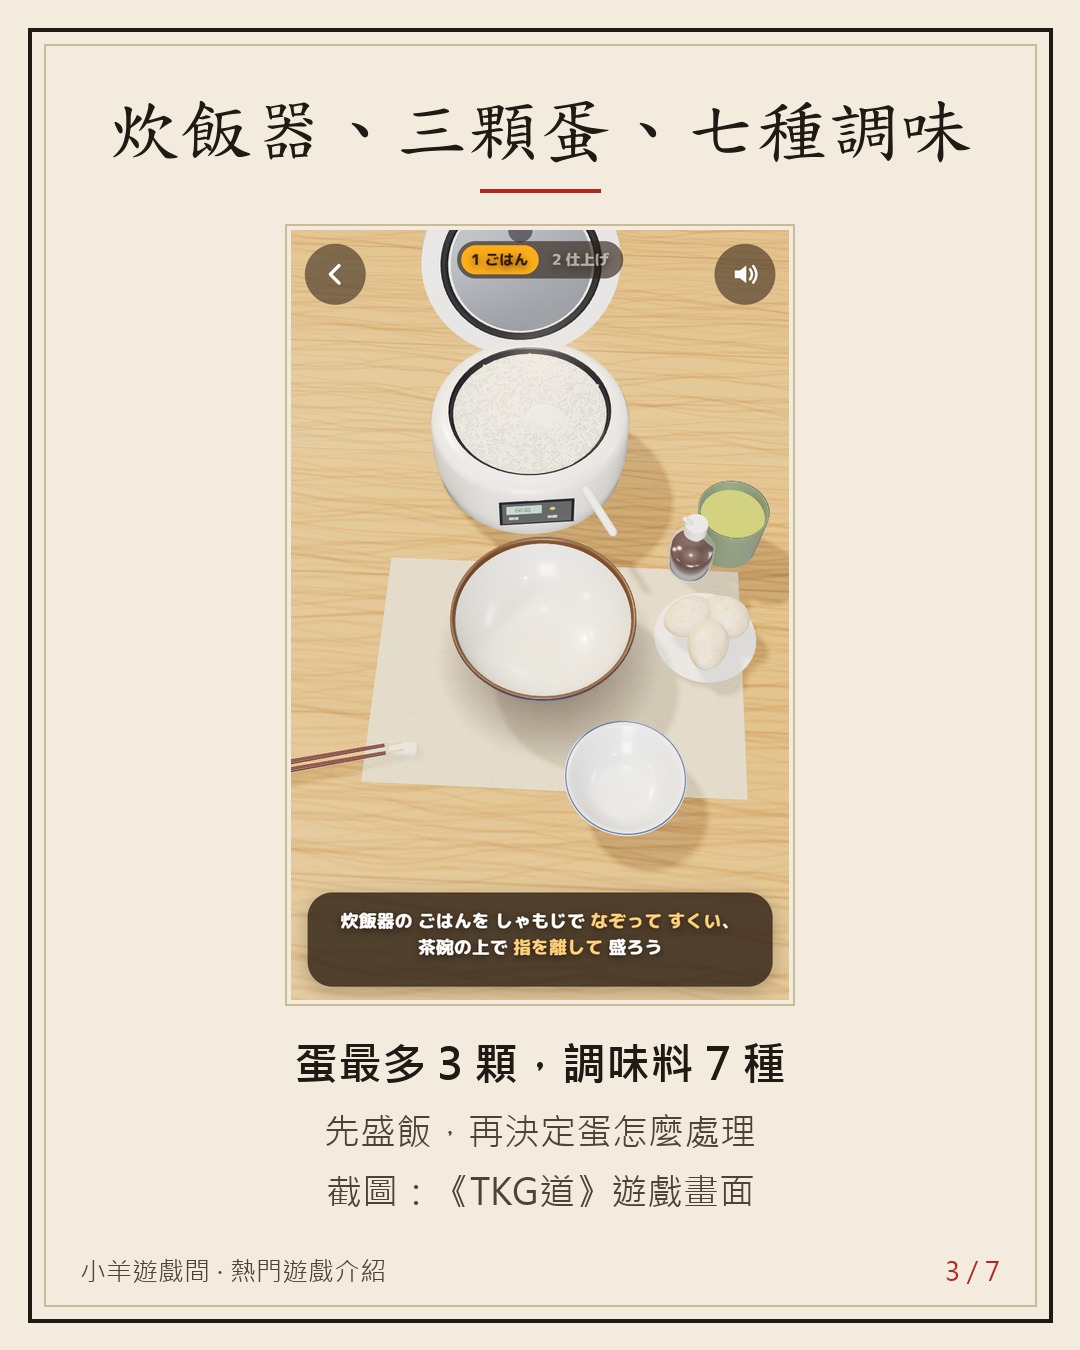 炊飯器、三顆蛋、七種調味
1 ごはん 2 仕上げ
炊飯器の ごはんを しゃもじで なぞって すくい、
茶碗の上で 指を離して 盛ろう
蛋最多 3 顆，調味料 7 種
先盛飯，再決定蛋怎麼處理
截圖：《TKG道》遊戲畫面
小羊遊戲間 · 熱門遊戲介紹
3 / 7